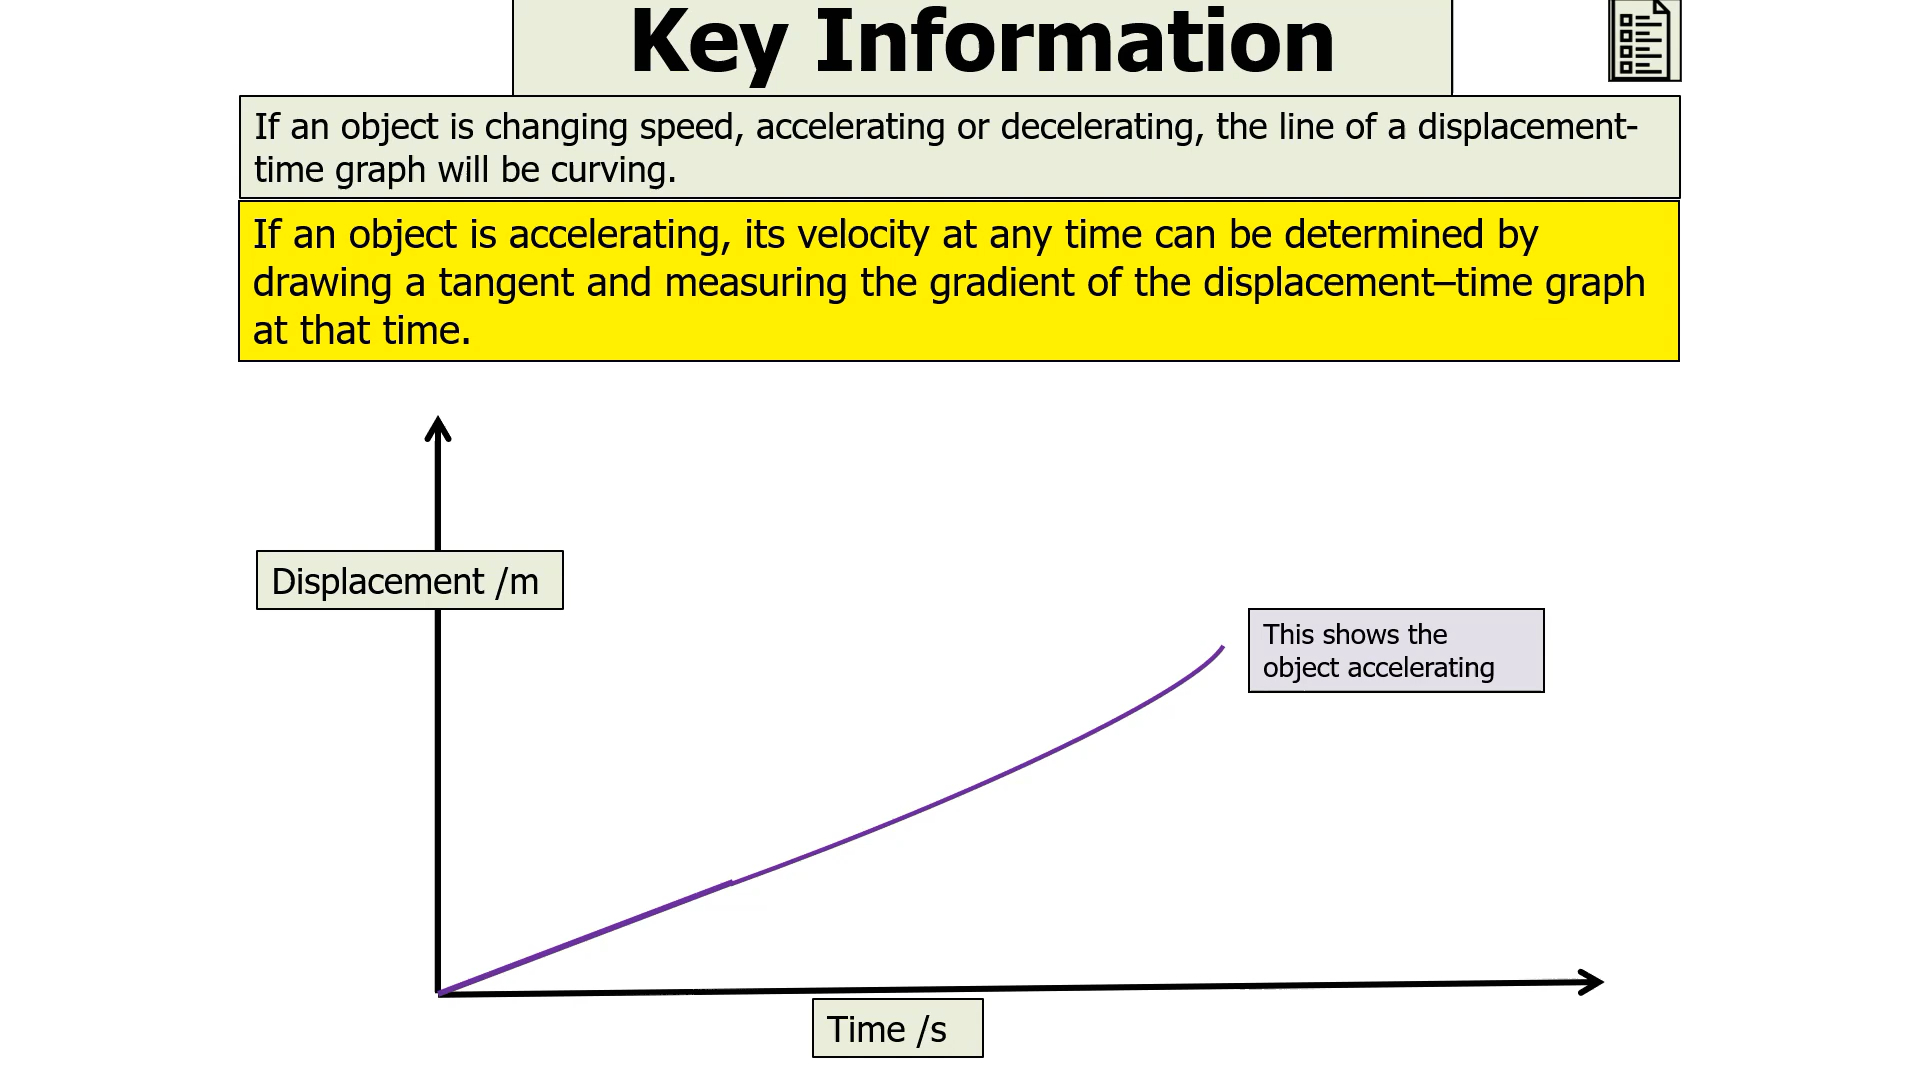 Key Information
If an object is changing speed, accelerating or decelerating, the line of a displacement-
time graph will be curving.
If an object is accelerating, its velocity at any time can be determined by
drawing a tangent and measuring the gradient of the displacement–time graph
at that time.
Displacement /m
This shows the
object accelerating
Time /s